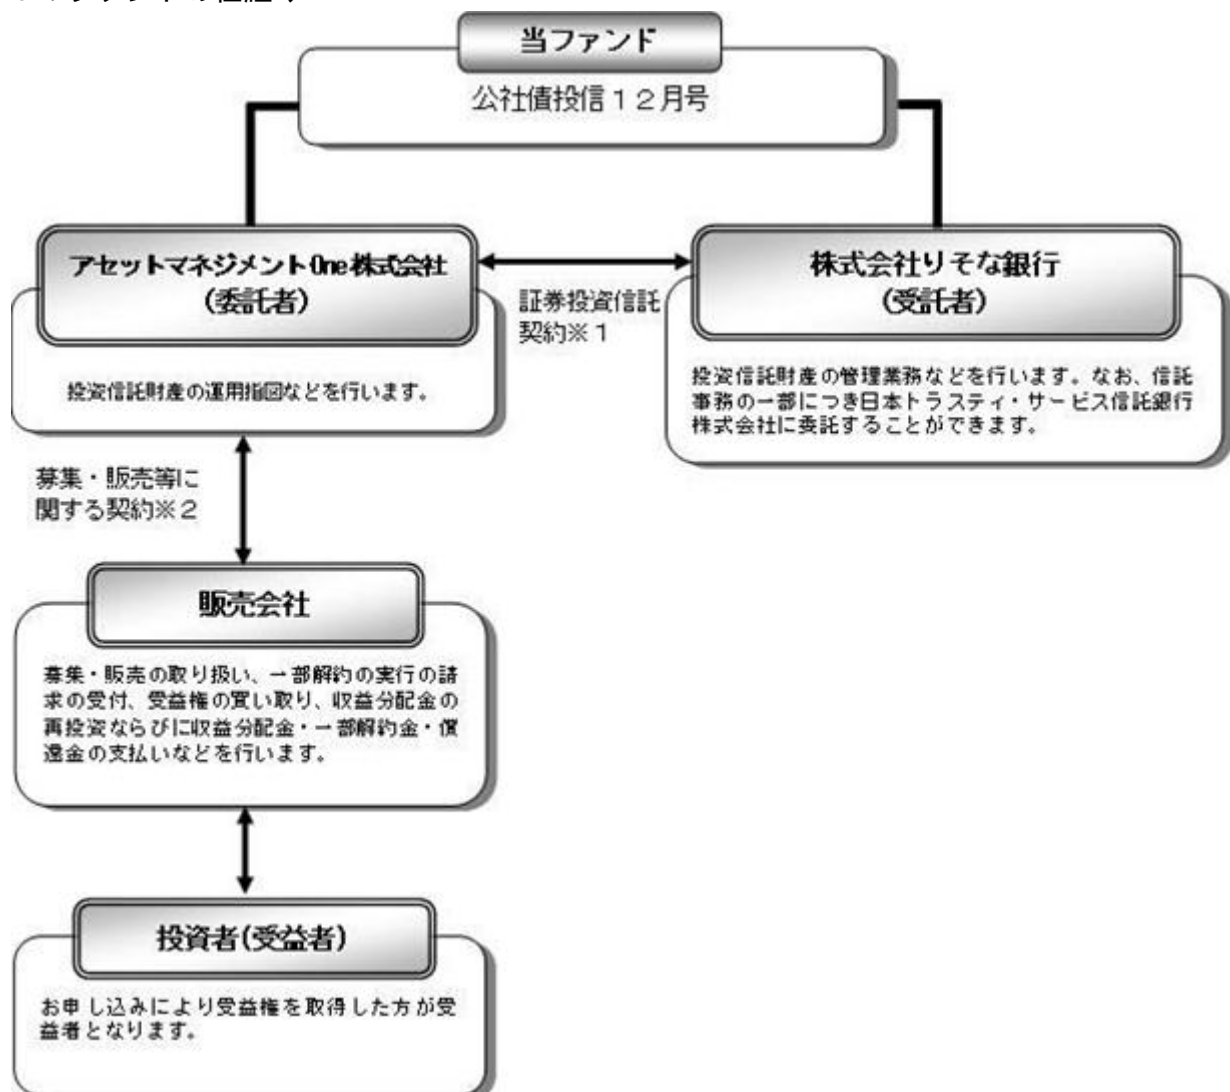 当ファンド
公社債投信１２月号
アセットマネジメントOne株式会社
(委託者)
投資信託財産の運用指図などを行います。
証券投資信託
契約※１
株式会社りそな銀行
(受託者)
投資信託財産の管理業務などを行います。なお、信託
事務の一部につき日本トラスティ・サービス信託銀行
株式会社に委託することができます。
募集・販売等に
関する契約※２
販売会社
募集・販売の取り扱い、一部解約の実行の請
求の受付、受益権の買い取り、収益分配金の
再投資ならびに収益分配金・一部解約金・償
還金の支払いなどを行います。
投資者(受益者)
お申し込みにより受益権を取得した方が受
益者となります。